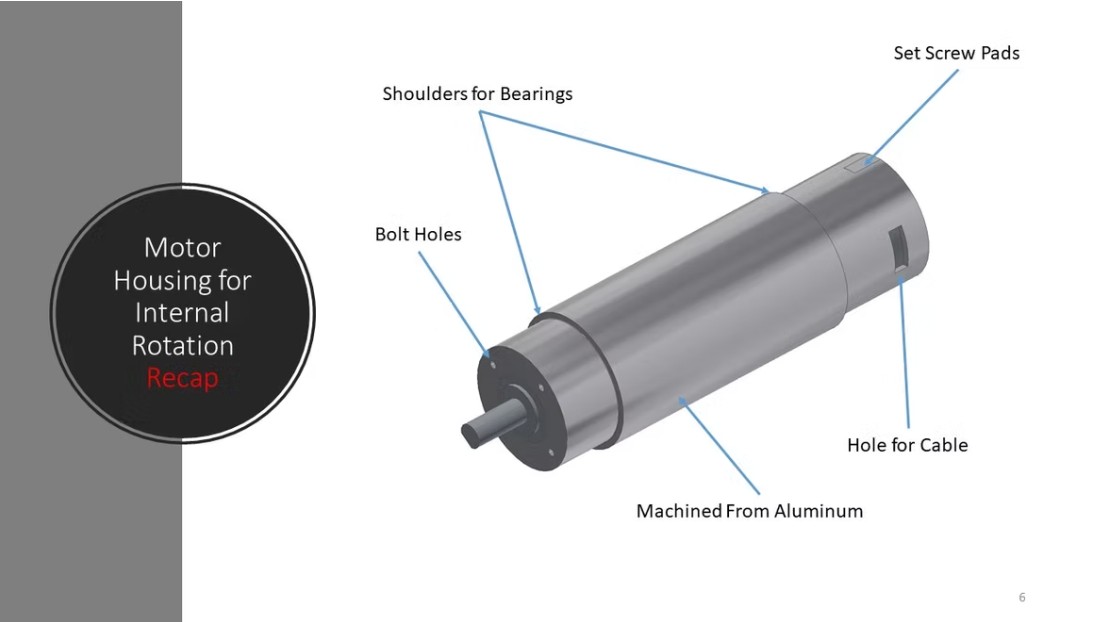 Motor
Housing for
Internal
Rotation
Recap
Set Screw Pads
Shoulders for Bearings
Bolt Holes
Hole for Cable
Machined From Aluminum
6